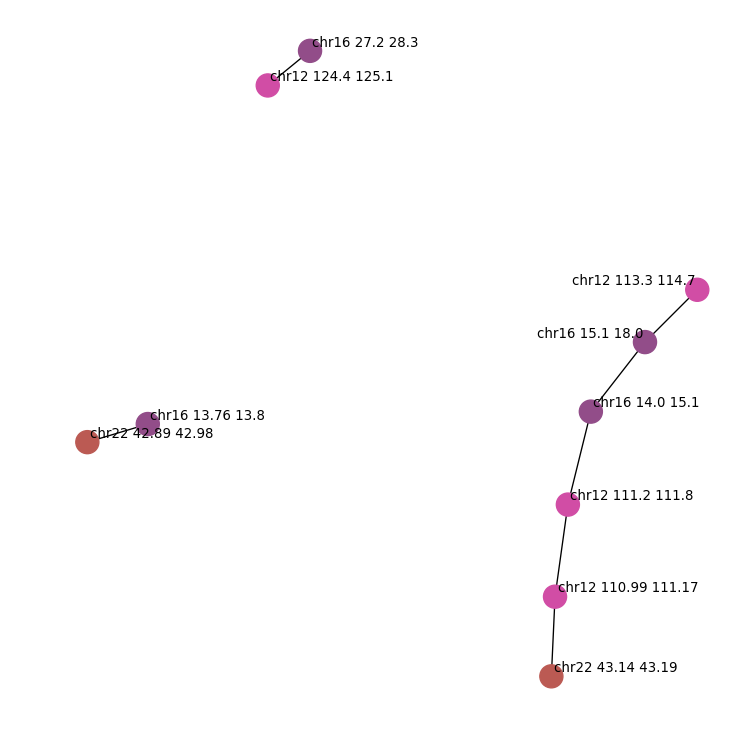 chr16 27.2 28.3
chr12 124.4 125.1
chr12 113.3 114.7
chr16 15.1 18.0
chr16 14.0 15.1
chr16 13.76 13.8
chr22 42.89 42.98
chr12 111.2 111.8
chr12 110.99 111.17
chr22 43.14 43.19